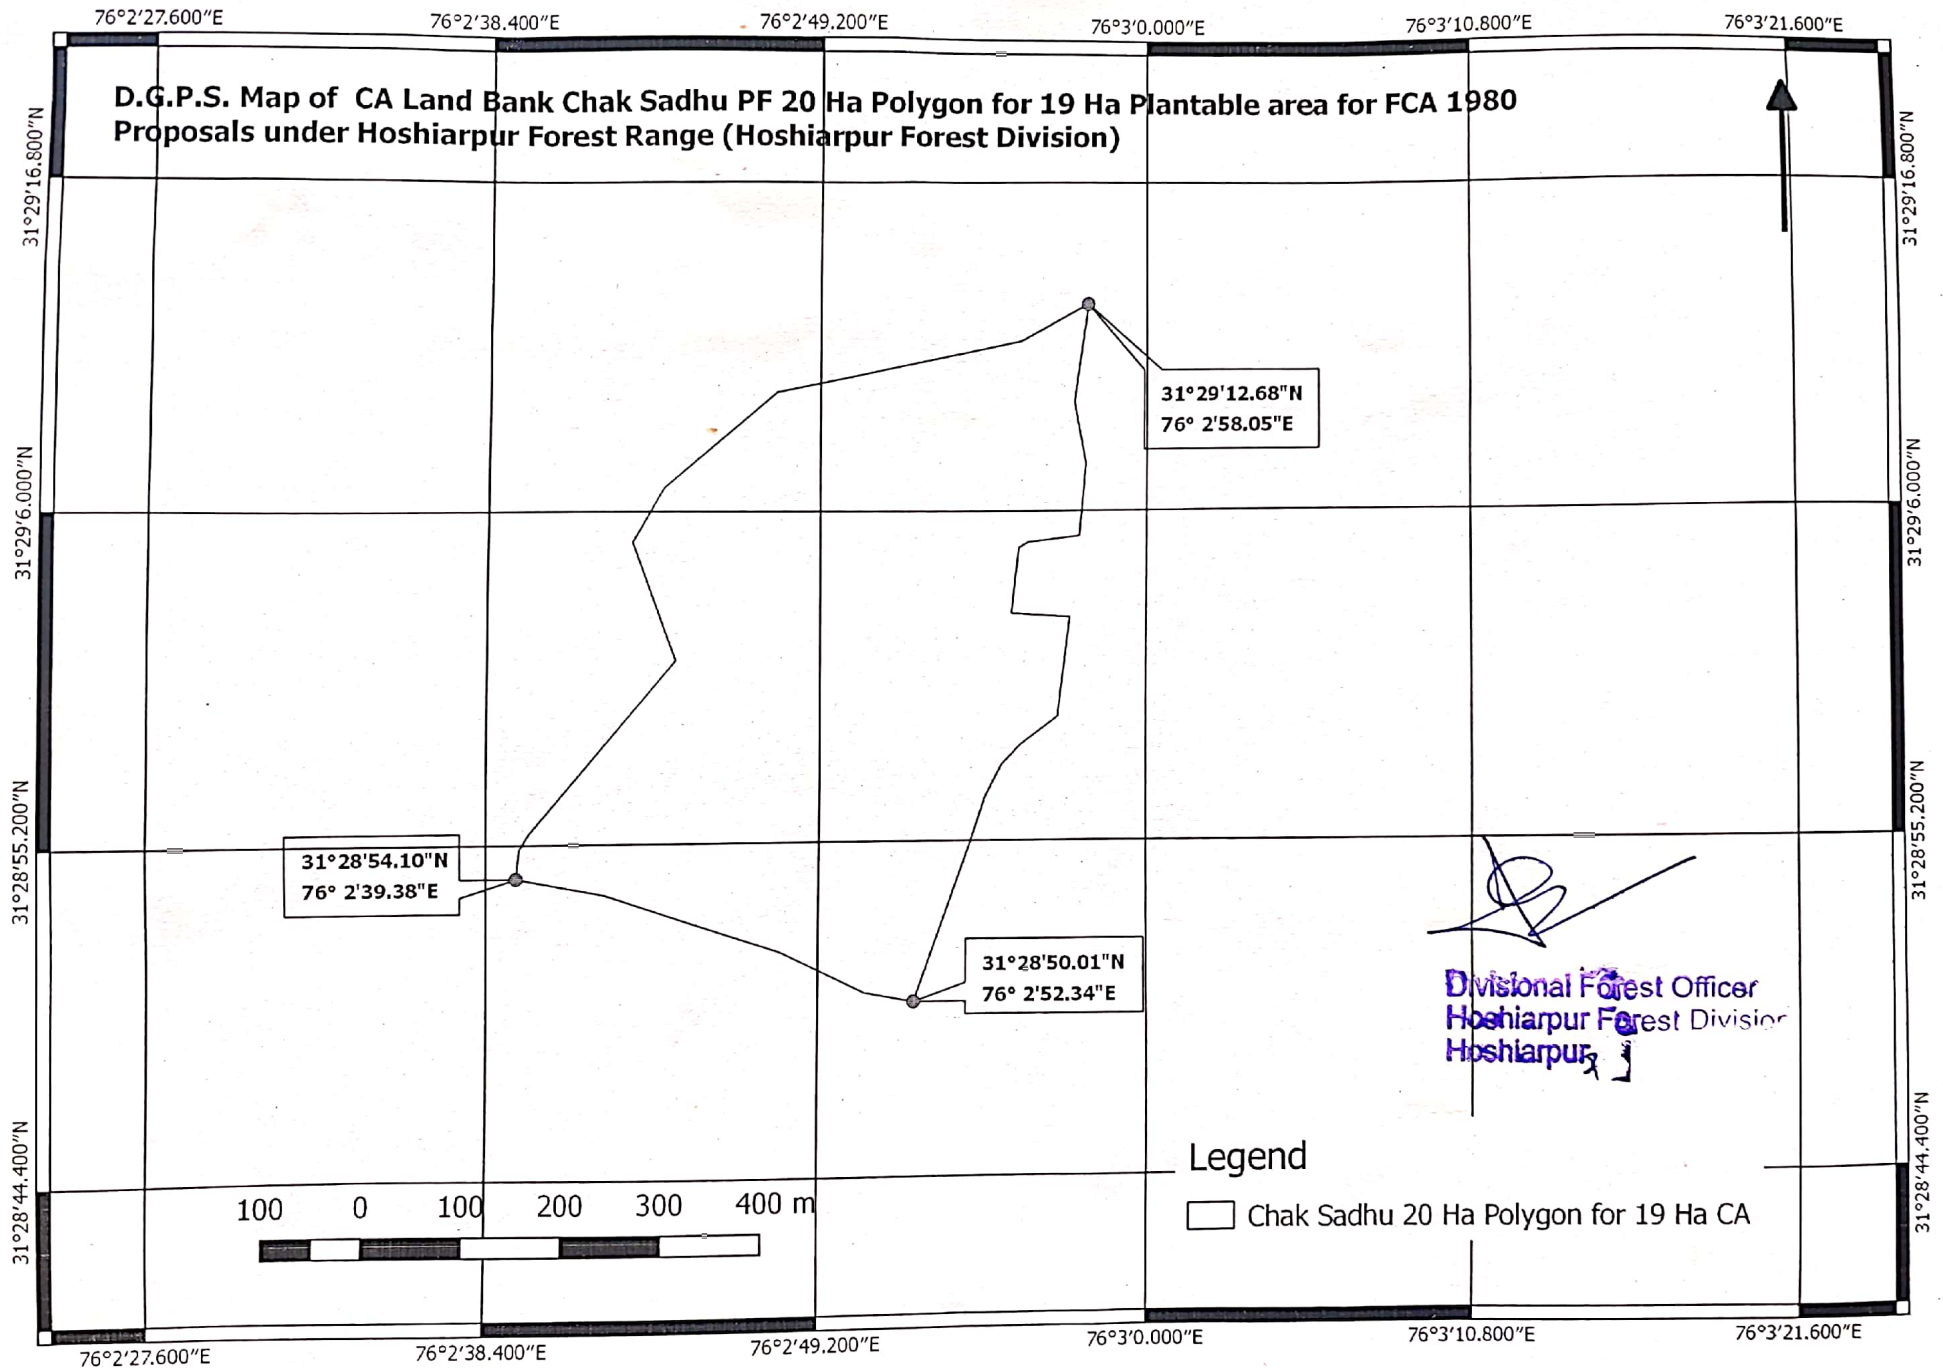 76°2'27.600"E 76°2'38.400"E 76°2'49.200"E 76°3'0.000"E 76°3'10.800"E 76°3'21.600"E
D.G.P.S. Map of CA Land Bank Chak Sadhu PF 20 Ha Polygon for 19 Ha Plantable area for FCA 1980
Proposals under Hoshiarpur Forest Range (Hoshiarpur Forest Division)
31°29'16.800"N
31°29'16.800"N
31°29'12.68"N
76° 2'58.05"E
31°29'6.000"N
31°29'6.000"N
31°28'55.200"N
31°28'55.200"N
31°28'54.10"N
76° 2'39.38"E
31°28'50.01"N
76° 2'52.34"E
Divisional Forest Officer
Hoshiarpur Forest Division
Hoshiarpur
31°28'44.400"N
31°28'44.400"N
Legend
Chak Sadhu 20 Ha Polygon for 19 Ha CA
100 0 100 200 300 400 m
76°2'27.600"E 76°2'38.400"E 76°2'49.200"E 76°3'0.000"E 76°3'10.800"E 76°3'21.600"E